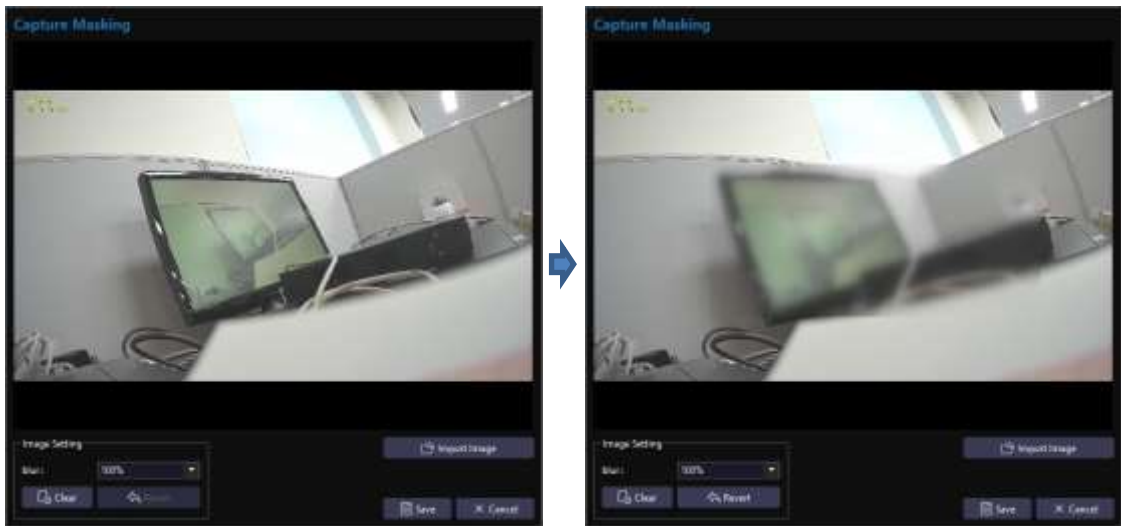 Capture Masking
Image Setting
Blur:
100%
Clear
Import Image
Save
Cancel
Capture Masking
Image Setting
Blur:
100%
Clear
Revert
Import Image
Save
Cancel